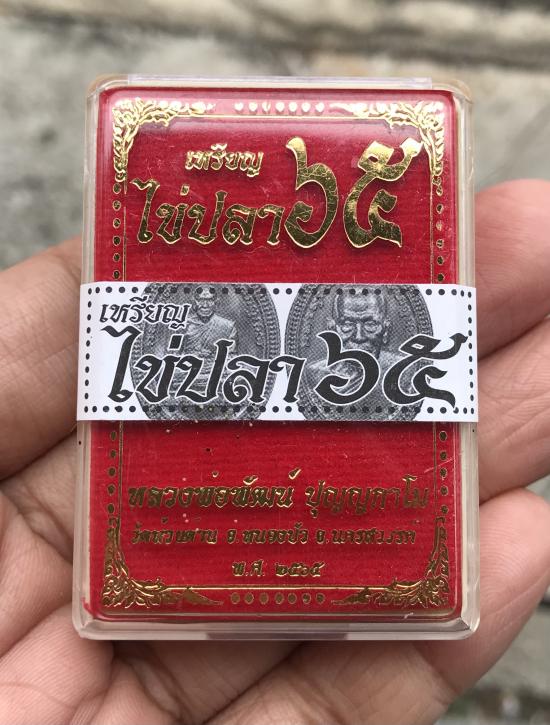 เหรียญ
ไข่ปลา ๖๕
เหรียญ
ไข่ปลา ๖๕
หลวงพ่อพัฒน์ ปุญญกาโม
วัดห้วยด้วน อ.หนองบัว จ.นครสวรรค์
พ.ศ. ๒๕๖๕